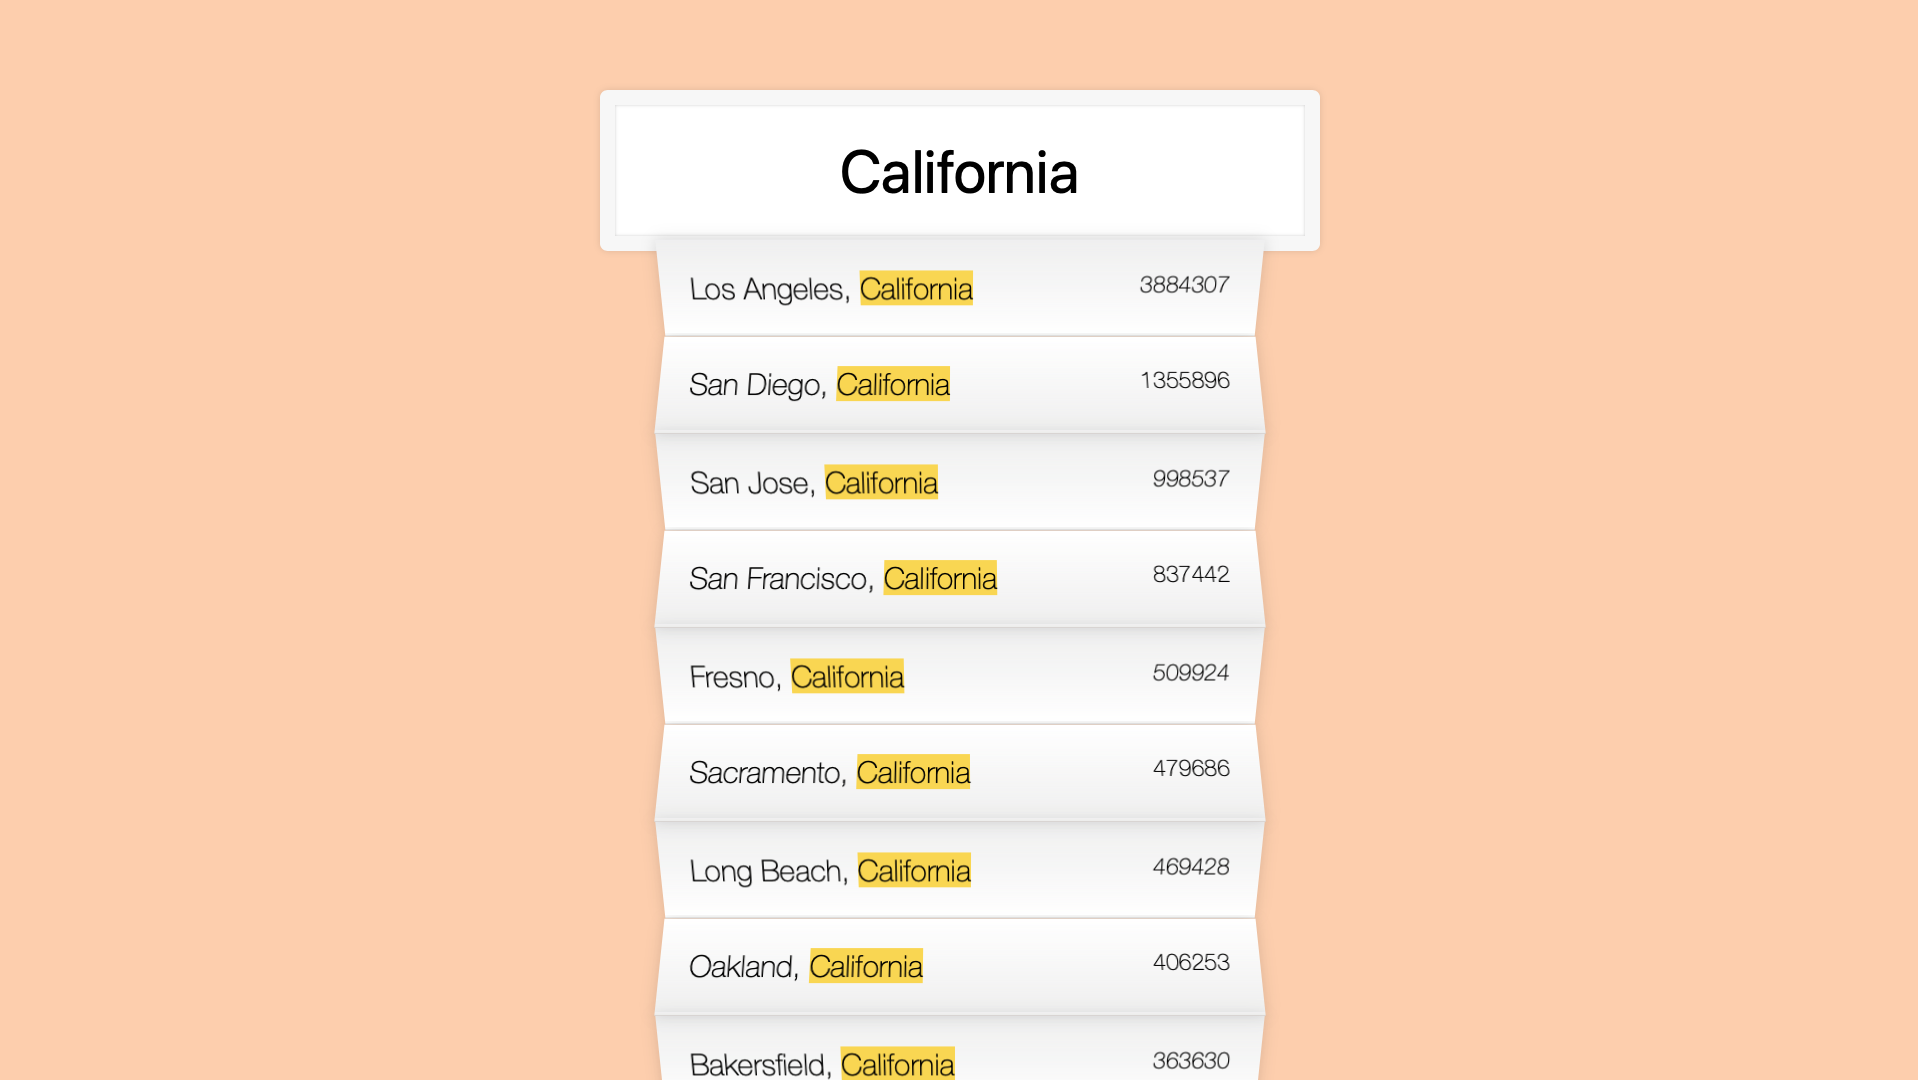 California
Los Angeles, California 3884307
San Diego, California 1355896
San Jose, California 998537
San Francisco, California 837442
Fresno, California 509924
Sacramento, California 479686
Long Beach, California 469428
Oakland, California 406253
Bakersfield, California 363630